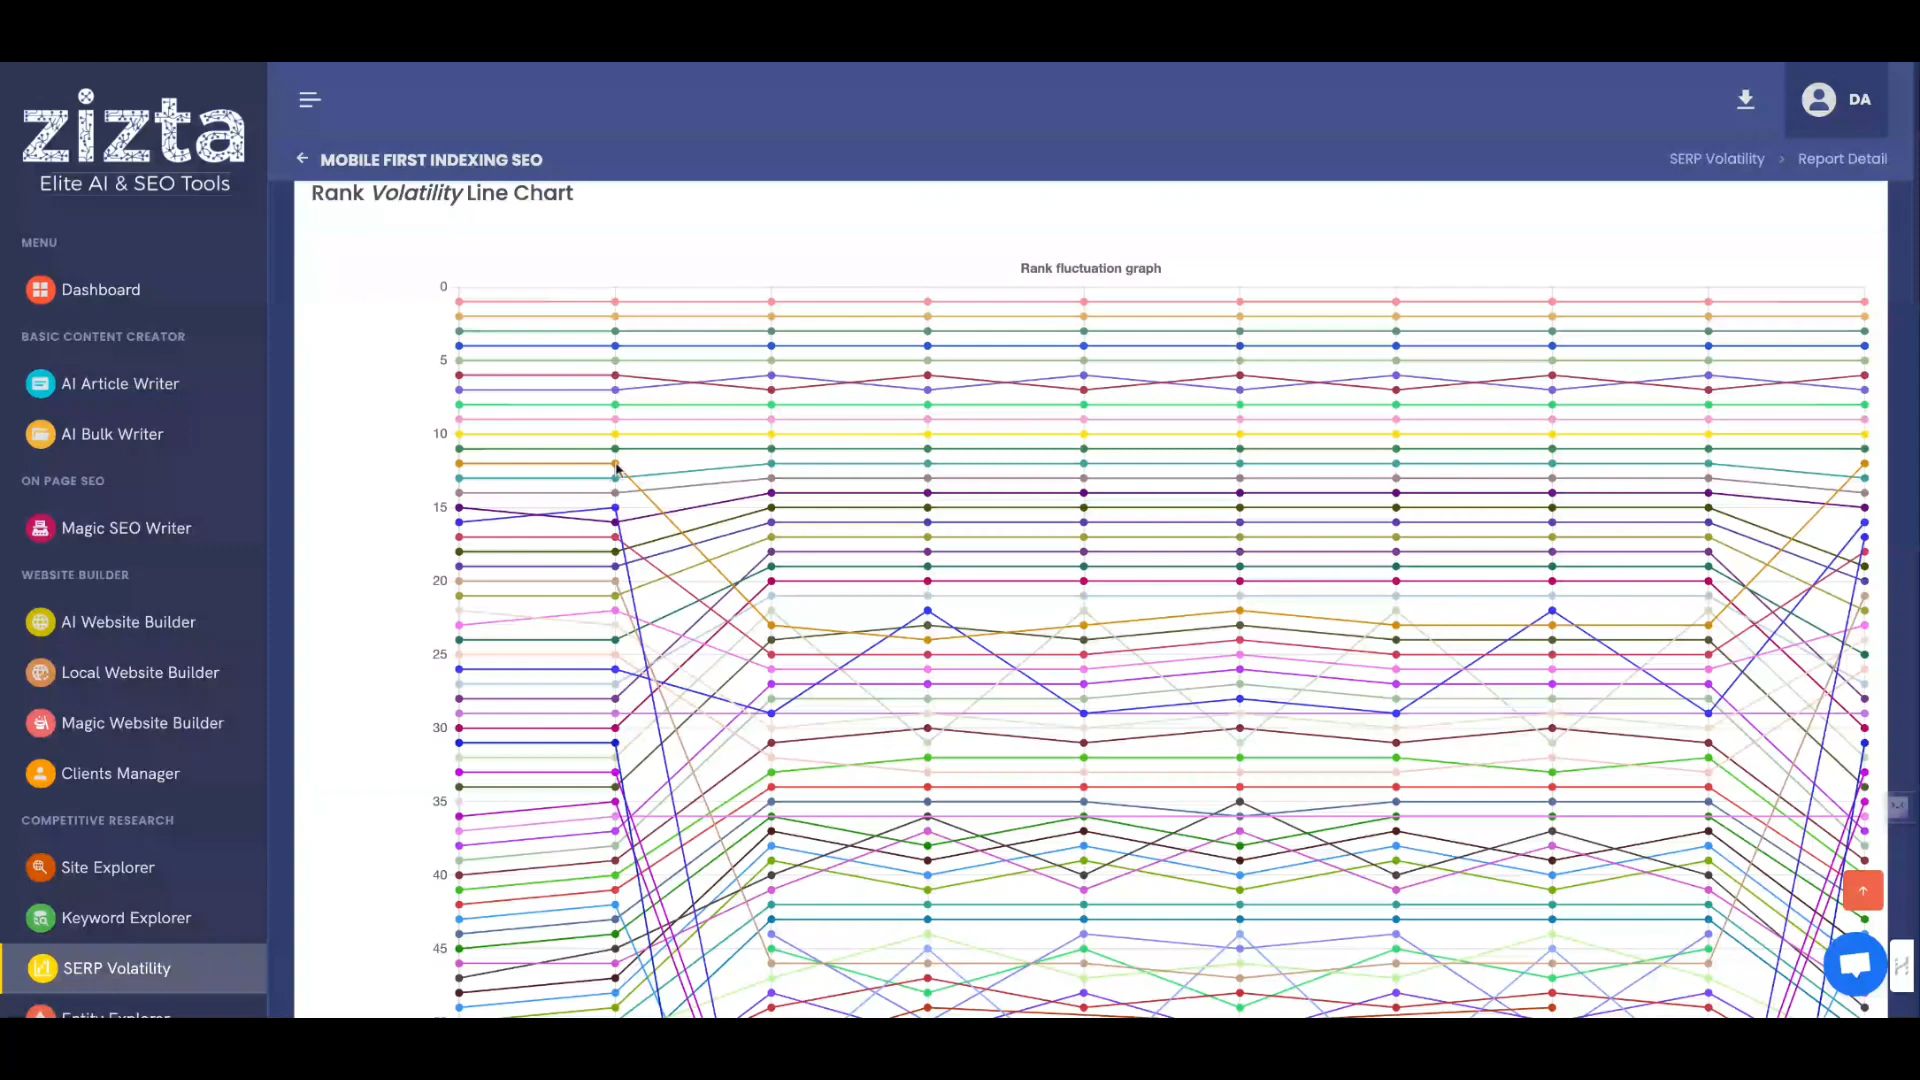 zizta
Elite AI & SEO Tools
DA
MOBILE FIRST INDEXING SEO
SERP Volatility > Report Detail
Rank Volatility Line Chart
MENU
Dashboard
BASIC CONTENT CREATOR
AI Article Writer
AI Bulk Writer
ON PAGE SEO
Magic SEO Writer
WEBSITE BUILDER
AI Website Builder
Local Website Builder
Magic Website Builder
Clients Manager
COMPETITIVE RESEARCH
Site Explorer
Keyword Explorer
SERP Volatility
Entity Explorer
Rank fluctuation graph
0
5
10
15
20
25
30
35
40
45